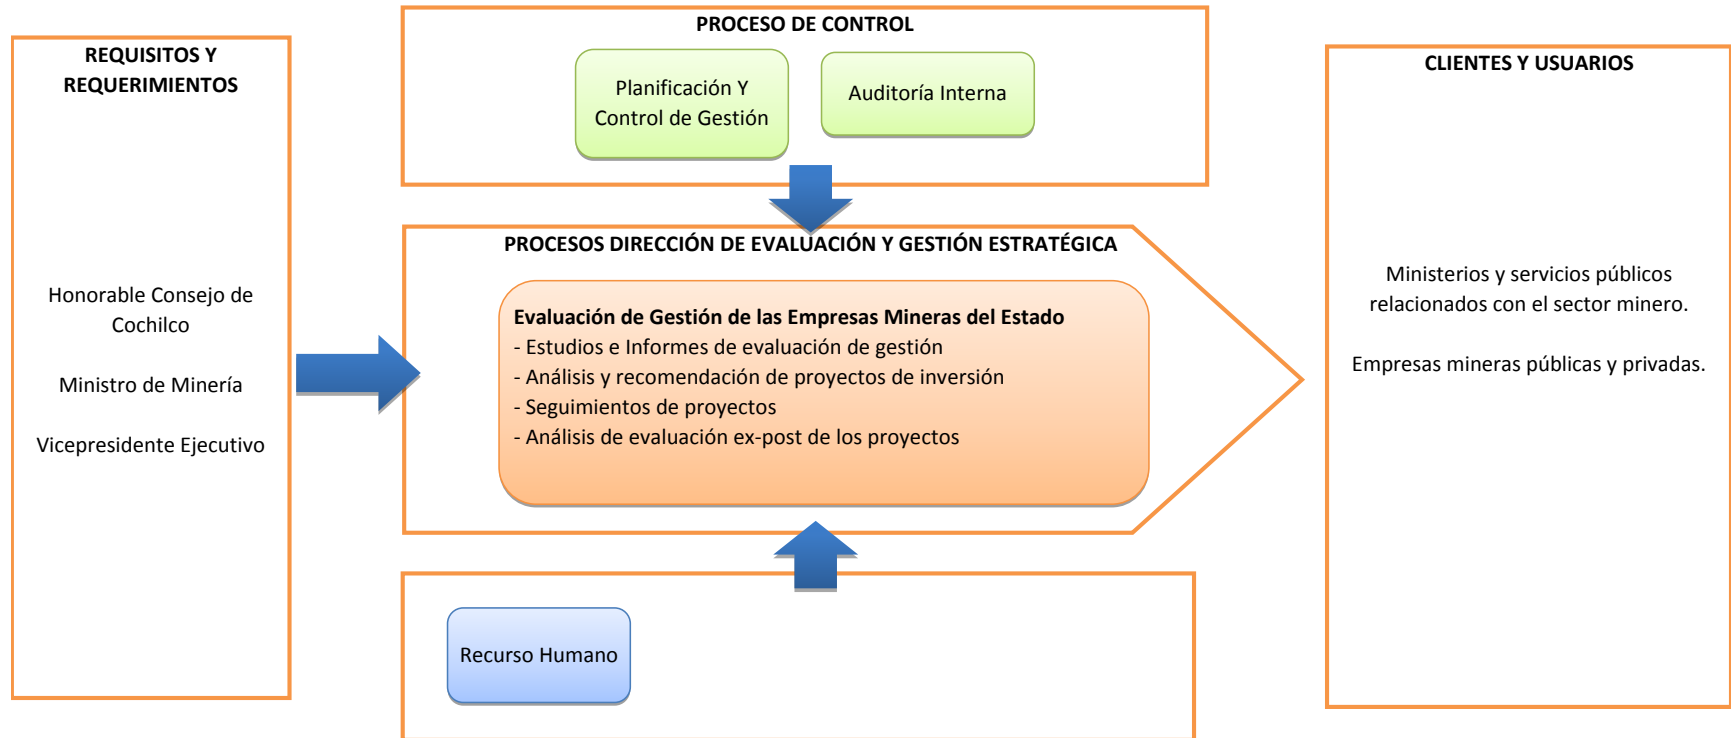 REQUISITOS Y
REQUERIMIENTOS
Honorable Consejo de
Cochilco
Ministro de Minería
Vicepresidente Ejecutivo
PROCESO DE CONTROL
Planificación Y
Control de Gestión
Auditoría Interna
PROCESOS DIRECCIÓN DE EVALUACIÓN Y GESTIÓN ESTRATÉGICA
Evaluación de Gestión de las Empresas Mineras del Estado
- Estudios e Informes de evaluación de gestión
- Análisis y recomendación de proyectos de inversión
- Seguimientos de proyectos
- Análisis de evaluación ex-post de los proyectos
Recurso Humano
CLIENTES Y USUARIOS
Ministerios y servicios públicos
relacionados con el sector minero.
Empresas mineras públicas y privadas.